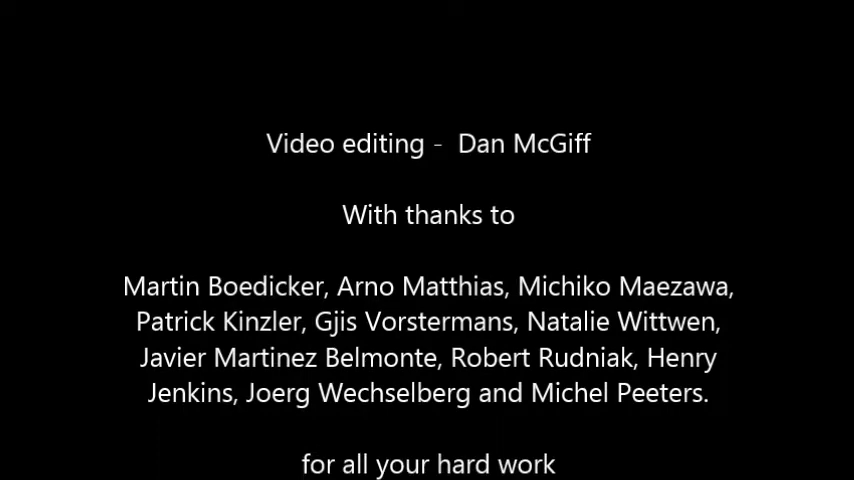 Video editing -  Dan McGiff
With thanks to
Martin Boedicker, Arno Matthias, Michiko Maezawa,
Patrick Kinzler, Gjis Vorstermans, Natalie Wittwen,
Javier Martinez Belmonte, Robert Rudniak, Henry
Jenkins, Joerg Wechselberg and Michel Peeters.
for all your hard work